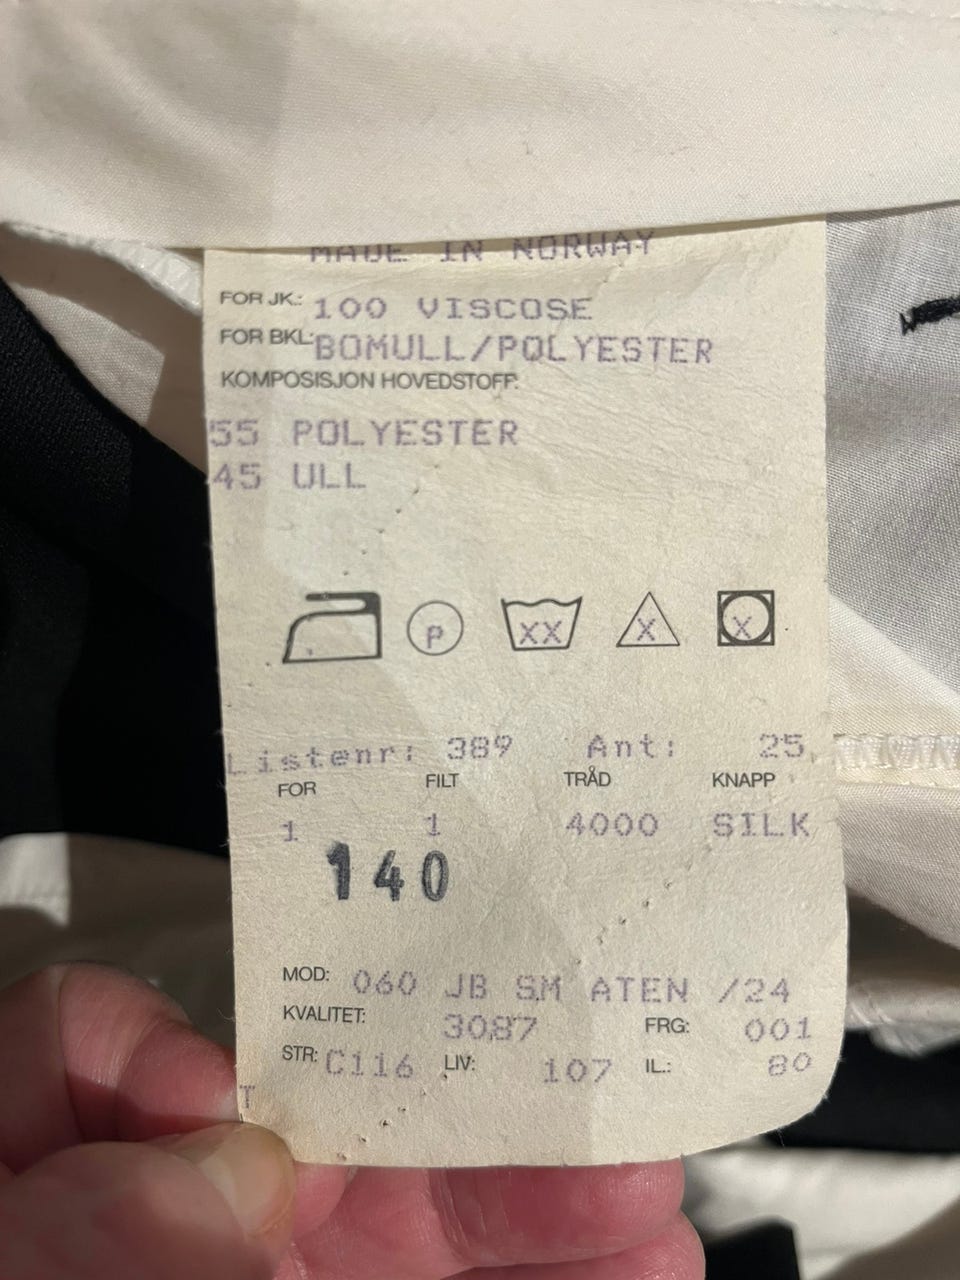 MADE IN NORWAY
FOR JK.: 100 VISCOSE
FOR BKL: BOMULL/POLYESTER
KOMPOSISJON HOVEDSTOFF:
55 POLYESTER
45 ULL
P XX X X
Listenr: 389 Ant: 25
FOR FILT TRÅD KNAPP
1 1 4000 SILK
140
MOD: 060 JB SM ATEN /24
KVALITET: 3087 FRG: 001
STR: C116 LIV: 107 IL.: 80
T